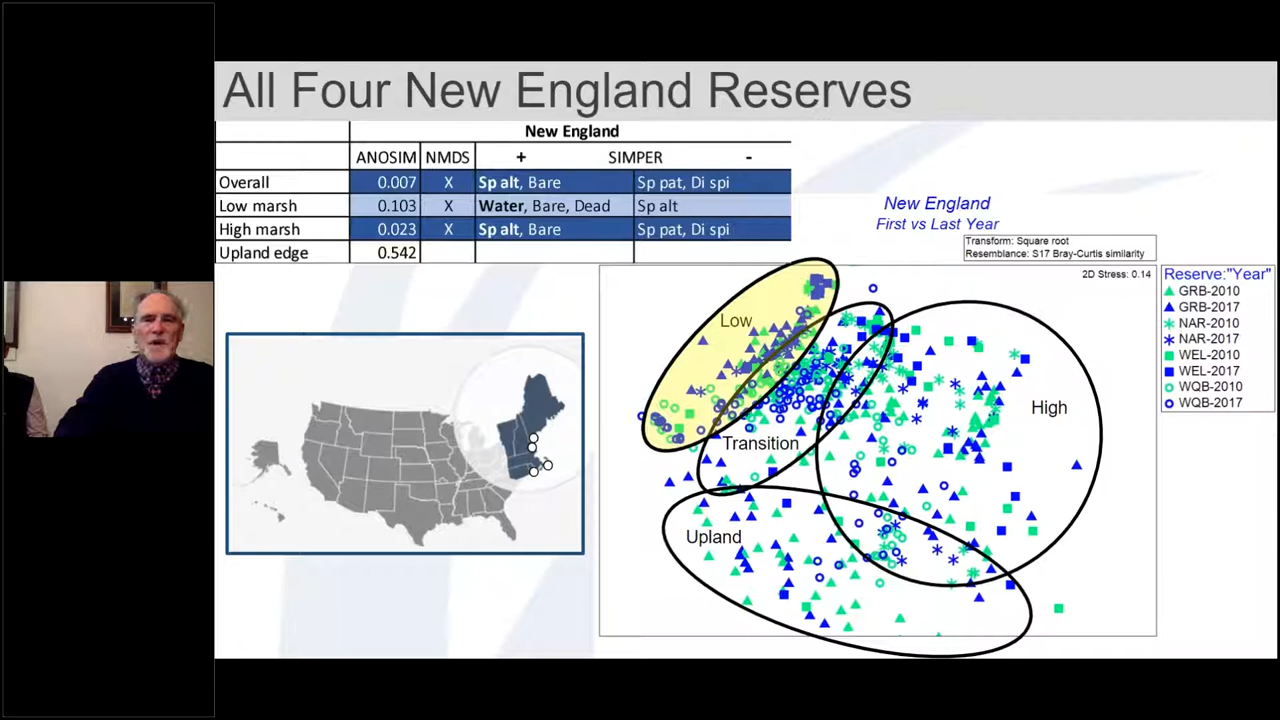 All Four New England Reserves
New England
ANOSIM NMDS + SIMPER -
Overall 0.007 X Sp alt, Bare Sp pat, Di spi
Low marsh 0.103 X Water, Bare, Dead Sp alt
High marsh 0.023 X Sp alt, Bare Sp pat, Di spi
Upland edge 0.542
New England
First vs Last Year
Transform: Square root
Resemblance: S17 Bray-Curtis similarity
2D Stress: 0.14
Low
Transition
High
Upland
Reserve:"Year"
GRB-2010
GRB-2017
NAR-2010
NAR-2017
WEL-2010
WEL-2017
WQB-2010
WQB-2017